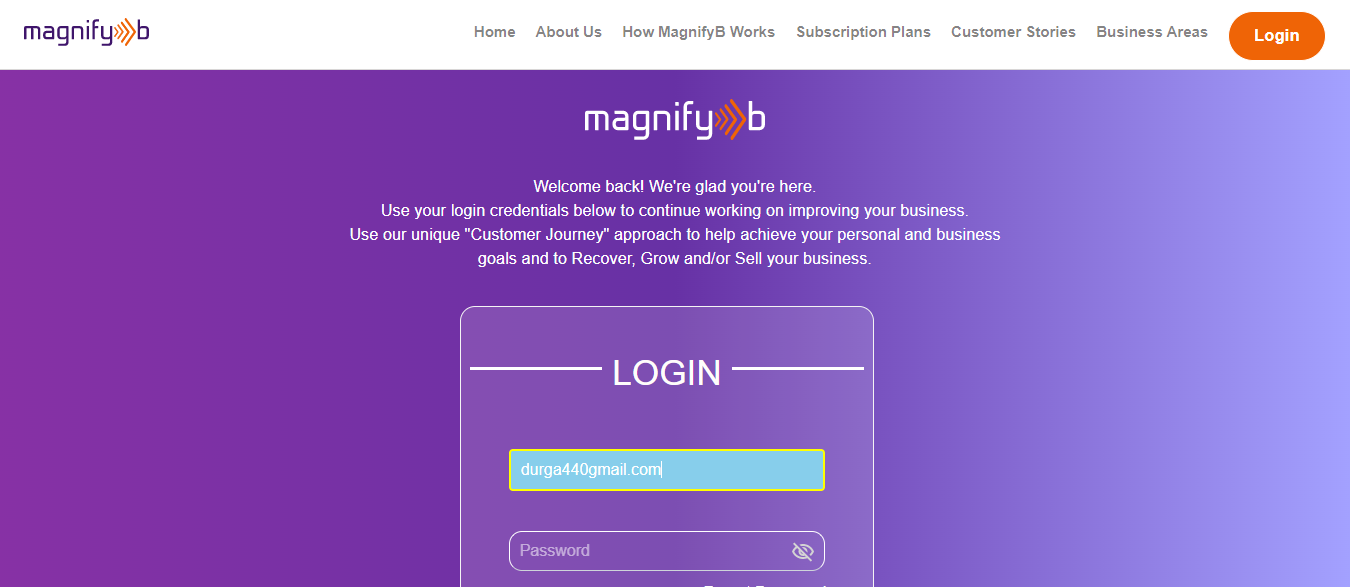 magnifyb
Home About Us How MagnifyB Works Subscription Plans Customer Stories Business Areas Login
magnifyb
Welcome back! We're glad you're here.
Use your login credentials below to continue working on improving your business.
Use our unique "Customer Journey" approach to help achieve your personal and business
goals and to Recover, Grow and/or Sell your business.
LOGIN
durga440gmail.com
Password